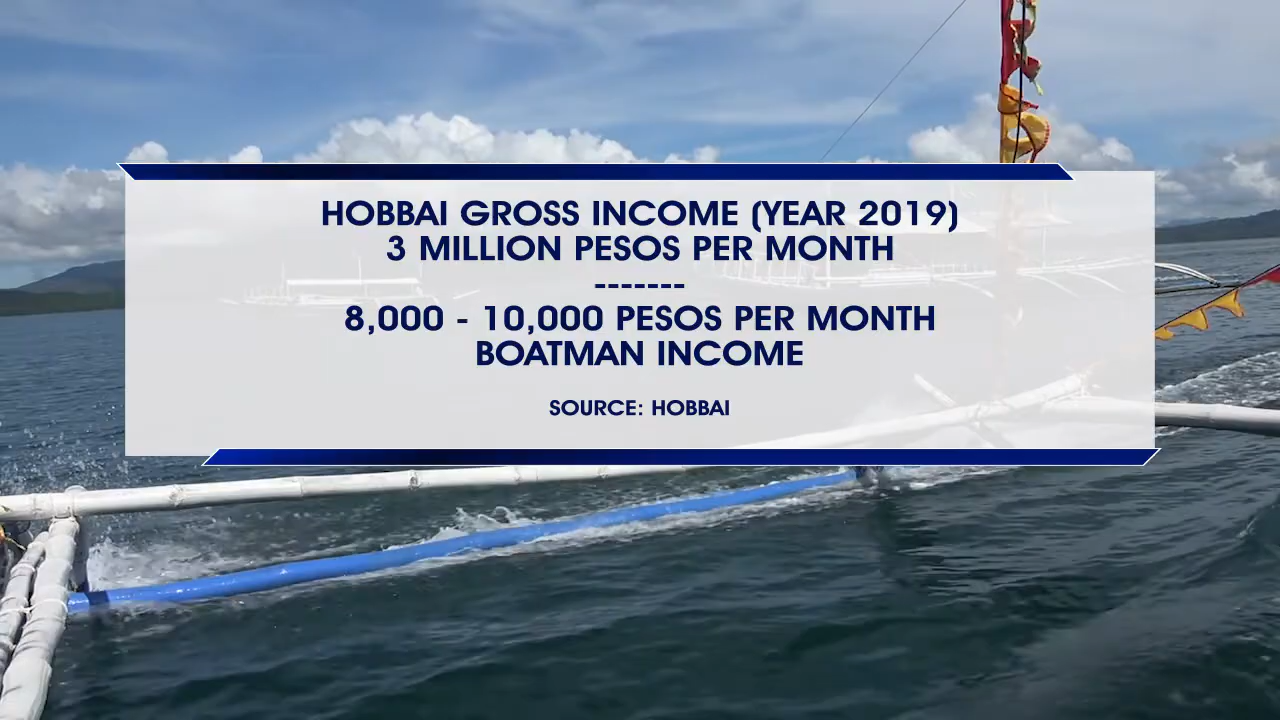 HOBBAI GROSS INCOME (YEAR 2019)
3 MILLION PESOS PER MONTH
-------
8,000 - 10,000 PESOS PER MONTH
BOATMAN INCOME
SOURCE: HOBBAI